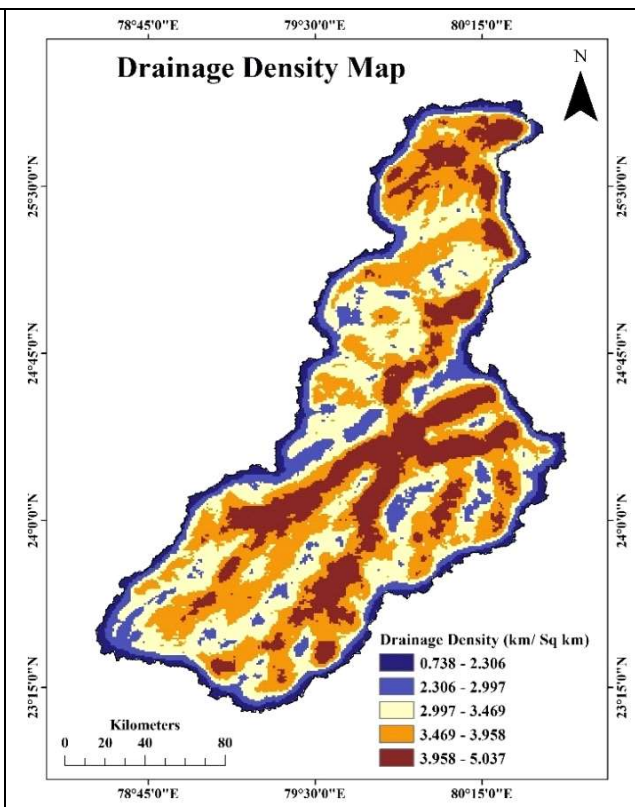 78°45'0"E 79°30'0"E 80°15'0"E
Drainage Density Map
N
25°30'0"N 25°30'0"N
24°45'0"N 24°45'0"N
24°0'0"N 24°0'0"N
23°15'0"N 23°15'0"N
Drainage Density (km/ Sq km)
0.738 - 2.306
2.306 - 2.997
2.997 - 3.469
3.469 - 3.958
3.958 - 5.037
Kilometers
0 20 40 80
78°45'0"E 79°30'0"E 80°15'0"E